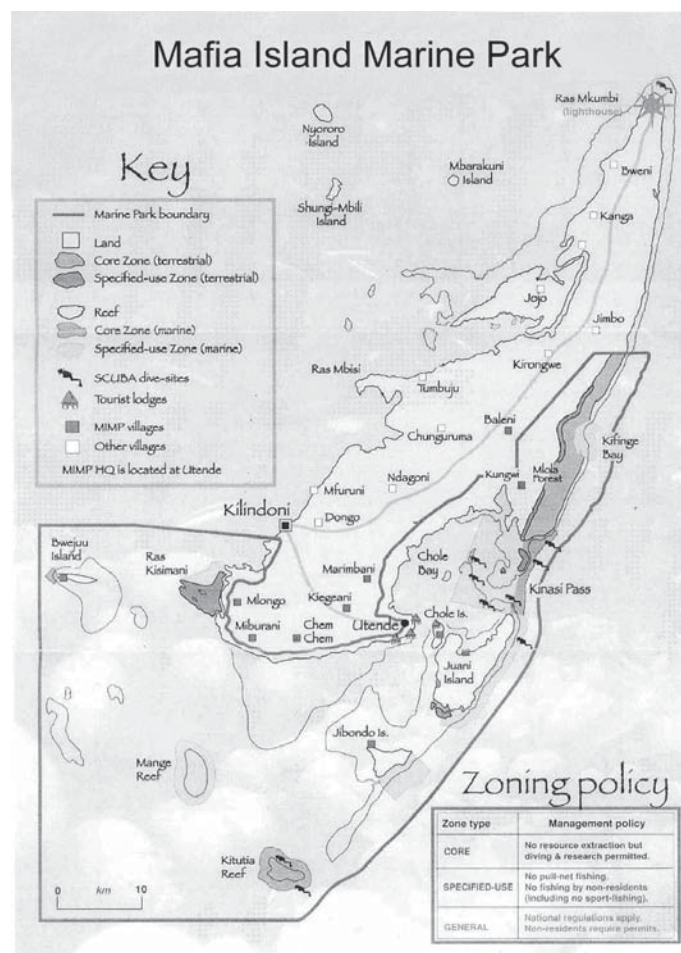 Mafia Island Marine Park
Ras Mkumbi
(lighthouse)
Nyororo
Island
Mbarakuni
Island
Shungi-Mbili
Island
Bweni
Kanga
Jojo
Jimbo
Kirongwe
Ras Mbisi
Tumbuju
Baleni
Chunguruma
Kifinge
Bay
Kungwi
Mlola
Forest
Ndagoni
Mfuruni
Kilindoni
Dongo
Bwejuu
Island
Ras
Kisimani
Chole
Bay
Marimbani
Kinasi Pass
Mlongo
Kiegeani
Chole Is.
Miburani
Chem
Chem
Utende
Juani
Island
Jibondo Is.
Mange
Reef
Kitutia
Reef
0 km 10
Key
Marine Park boundary
Land
Core Zone (terrestrial)
Specified-use Zone (terrestrial)
Reef
Core Zone (marine)
Specified-use Zone (marine)
SCUBA dive-sites
Tourist lodges
MIMP villages
Other villages
MIMP HQ is located at Utende
Zoning policy
Zone type Management policy
CORE No resource extraction but
diving & research permitted.
SPECIFIED-USE No pull-net fishing.
No fishing by non-residents
(including no sport-fishing).
GENERAL National regulations apply.
Non-residents require permits.